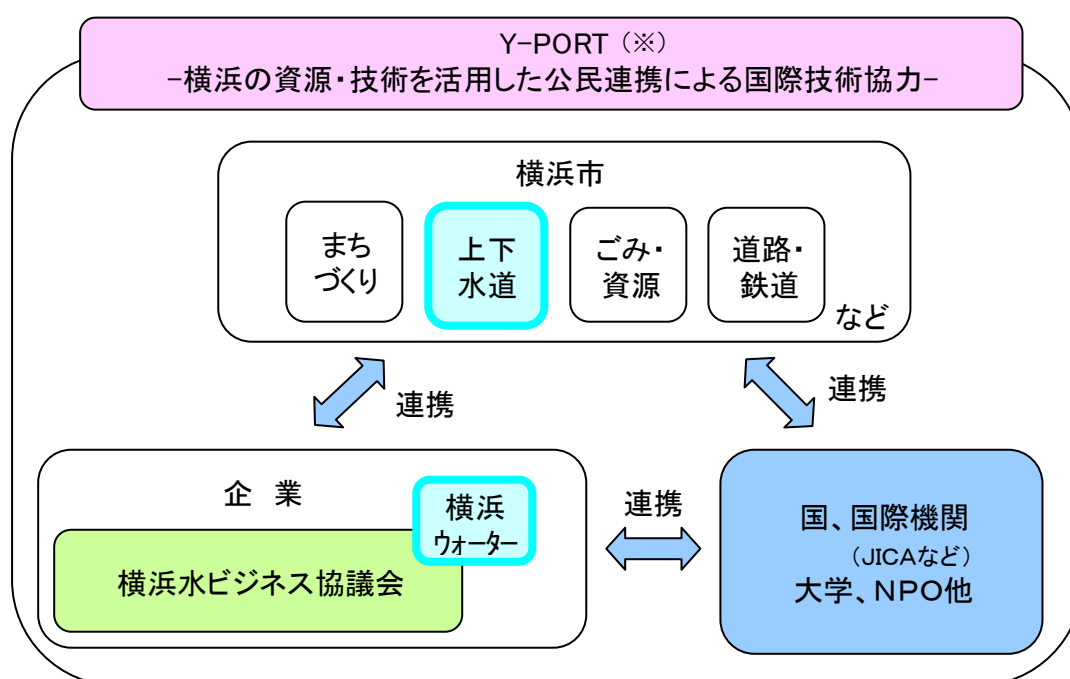 Y-PORT（※）
-横浜の資源・技術を活用した公民連携による国際技術協力-
横浜市
まち
づくり
上下
水道
ごみ・
資源
道路・
鉄道
など
連携
連携
企　業
横浜
ウォーター
横浜水ビジネス協議会
連携
国、国際機関
（JICAなど）
大学、NPO他